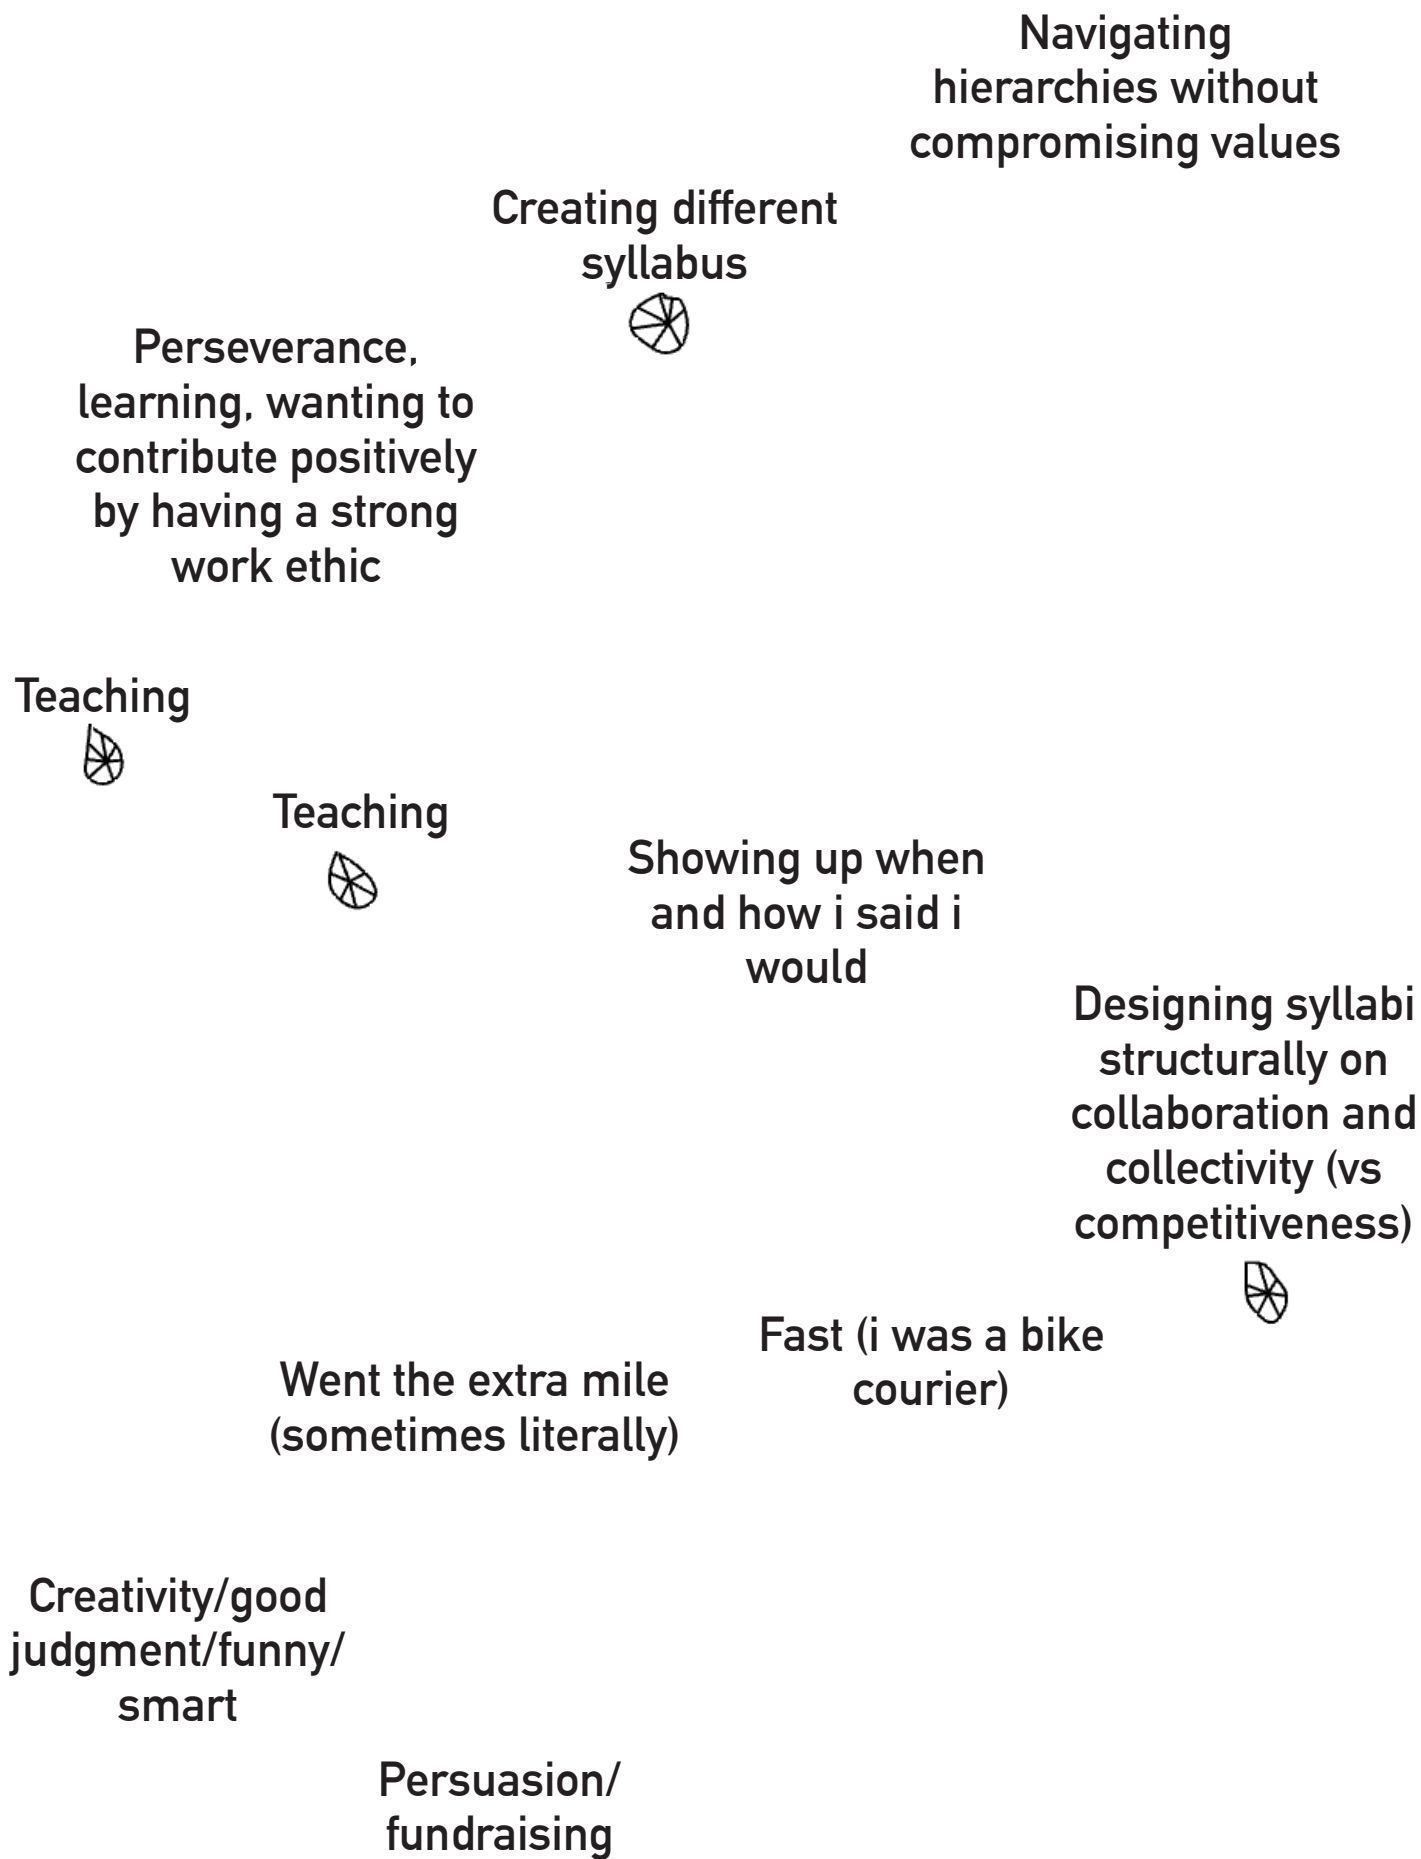 Navigating
hierarchies without
compromising values
Creating different
syllabus
Perseverance,
learning, wanting to
contribute positively
by having a strong
work ethic
Teaching
Teaching
Showing up when
and how i said i
would
Designing syllabi
structurally on
collaboration and
collectivity (vs
competitiveness)
Fast (i was a bike
courier)
Went the extra mile
(sometimes literally)
Creativity/good
judgment/funny/
smart
Persuasion/
fundraising